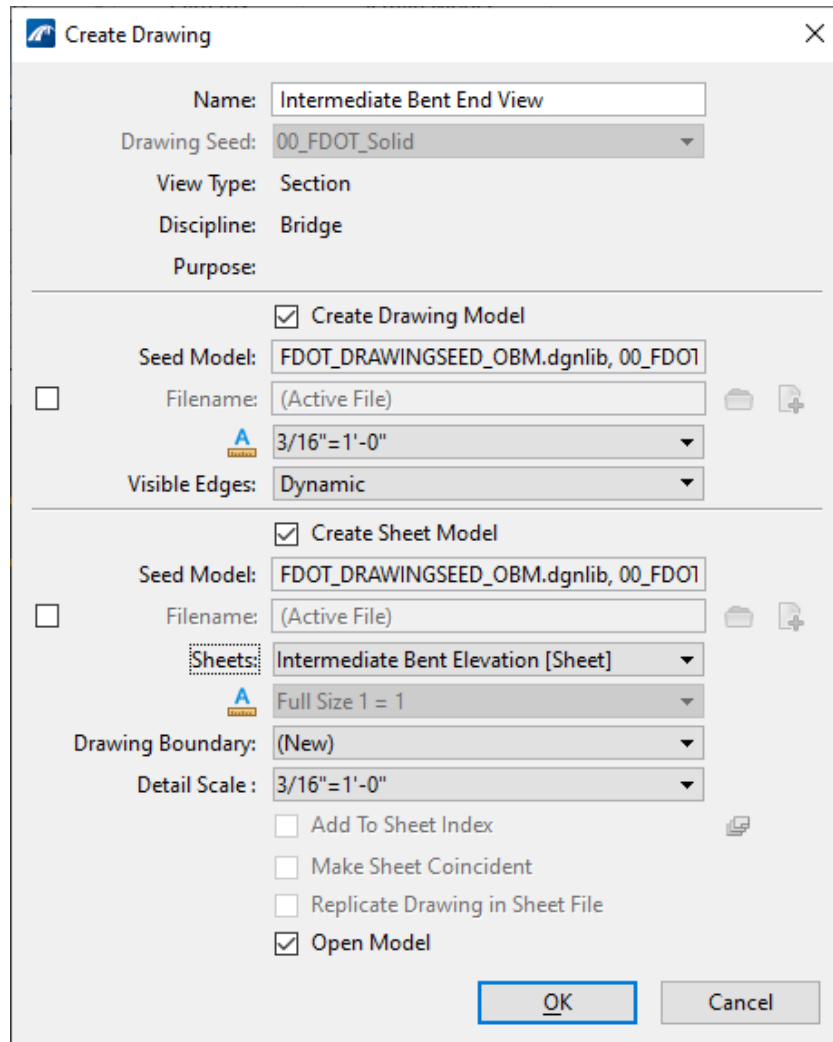 Create Drawing
Name: Intermediate Bent End View
Drawing Seed: 00_FDOT_Solid
View Type: Section
Discipline: Bridge
Purpose:
Create Drawing Model
Seed Model: FDOT_DRAWINGSEED_OBM.dgnlib, 00_FDOT
Filename: (Active File)
A 3/16"=1'-0"
Visible Edges: Dynamic
Create Sheet Model
Seed Model: FDOT_DRAWINGSEED_OBM.dgnlib, 00_FDOT
Filename: (Active File)
Sheets: Intermediate Bent Elevation [Sheet]
A Full Size 1 = 1
Drawing Boundary: (New)
Detail Scale : 3/16"=1'-0"
Add To Sheet Index
Make Sheet Coincident
Replicate Drawing in Sheet File
Open Model
OK Cancel